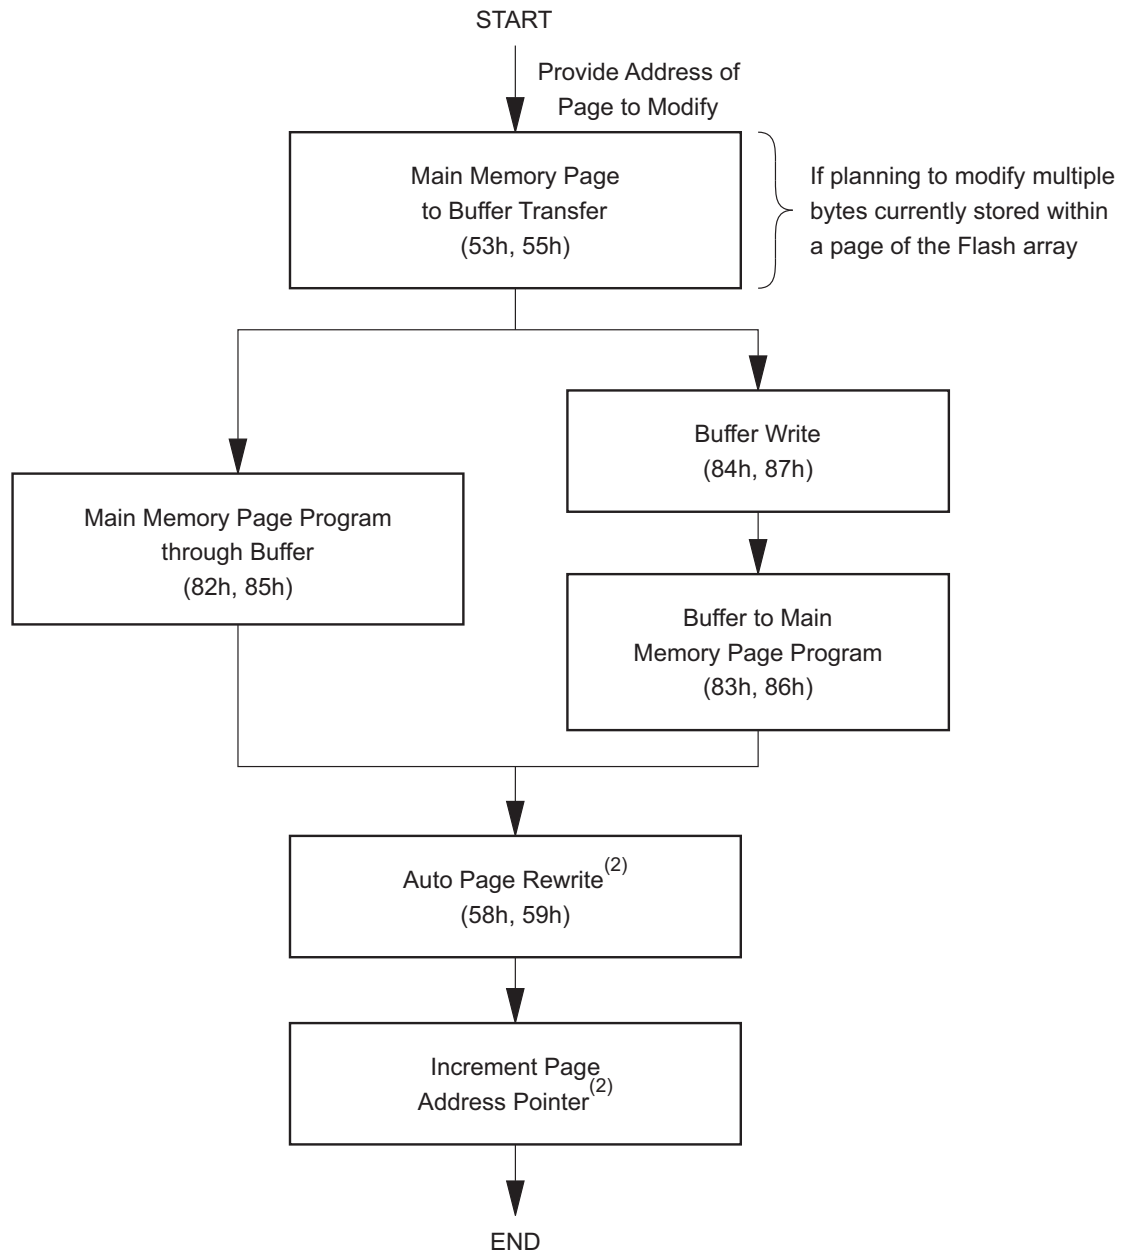 START
Provide Address of
Page to Modify
Main Memory Page
to Buffer Transfer
(53h, 55h)
If planning to modify multiple
bytes currently stored within
a page of the Flash array
Buffer Write
(84h, 87h)
Main Memory Page Program
through Buffer
(82h, 85h)
Buffer to Main
Memory Page Program
(83h, 86h)
Auto Page Rewrite(2)
(58h, 59h)
Increment Page
Address Pointer(2)
END